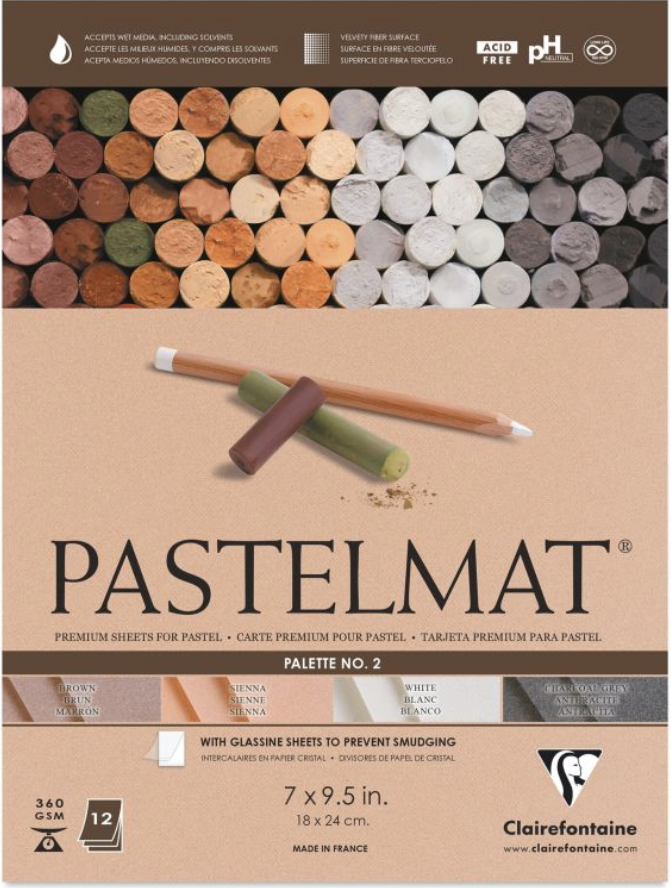 ACCEPTS WET MEDIA, INCLUDING SOLVENTS
ACCEPTE LES MILIEUX HUMIDES, Y COMPRIS LES SOLVANTS
ACEPTA MEDIOS HÚMEDOS, INCLUYENDO DISOLVENTES
VELVETY FIBER SURFACE
SURFACE EN FIBRE VELOUTÉE
SUPERFICIE DE FIBRA TERCIOPELO
ACID
FREE
pH
NEUTRAL
LONG LIFE
PASTELMAT®
PREMIUM SHEETS FOR PASTEL • CARTE PREMIUM POUR PASTEL • TARJETA PREMIUM PARA PASTEL
PALETTE NO. 2
BROWN
BRUN
MARRÓN
SIENNA
SIENNE
SIENNA
WHITE
BLANC
BLANCO
CHARCOAL GREY
ANTHRACITE
ANTRACITA
WITH GLASSINE SHEETS TO PREVENT SMUDGING
INTERCALAIRES EN PAPIER CRISTAL • DIVISORES DE PAPEL DE CRISTAL
360
GSM
12
7 x 9.5 in.
18 x 24 cm.
MADE IN FRANCE
Clairefontaine
www.clairefontaine.com